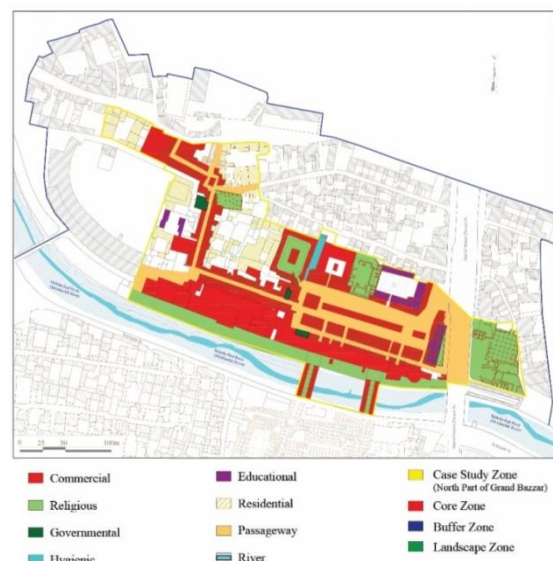 0 25 50 100m
Commercial
Religious
Governmental
Hygienic
Educational
Residential
Passageway
River
Case Study Zone
(North Part of Grand Bazzar)
Core Zone
Buffer Zone
Landscape Zone